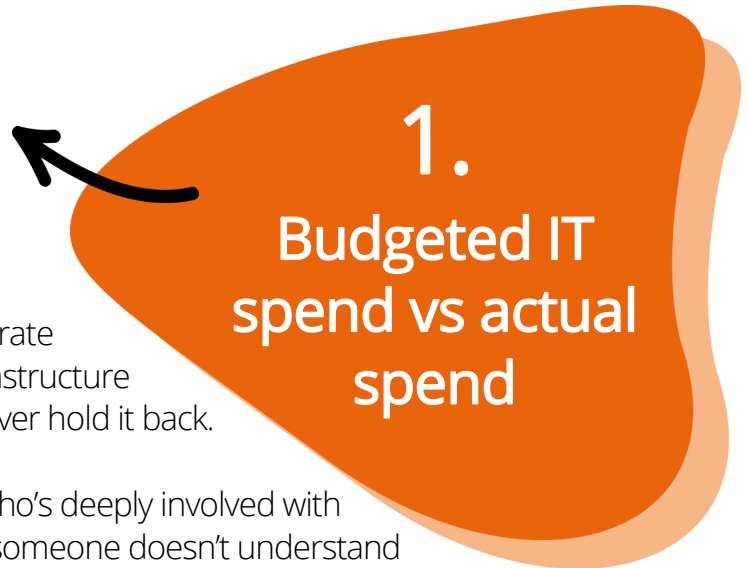 1.
Budgeted IT
spend vs actual
spend
rate
structure
ver hold it back.
ho's deeply involved with
someone doesn't understand